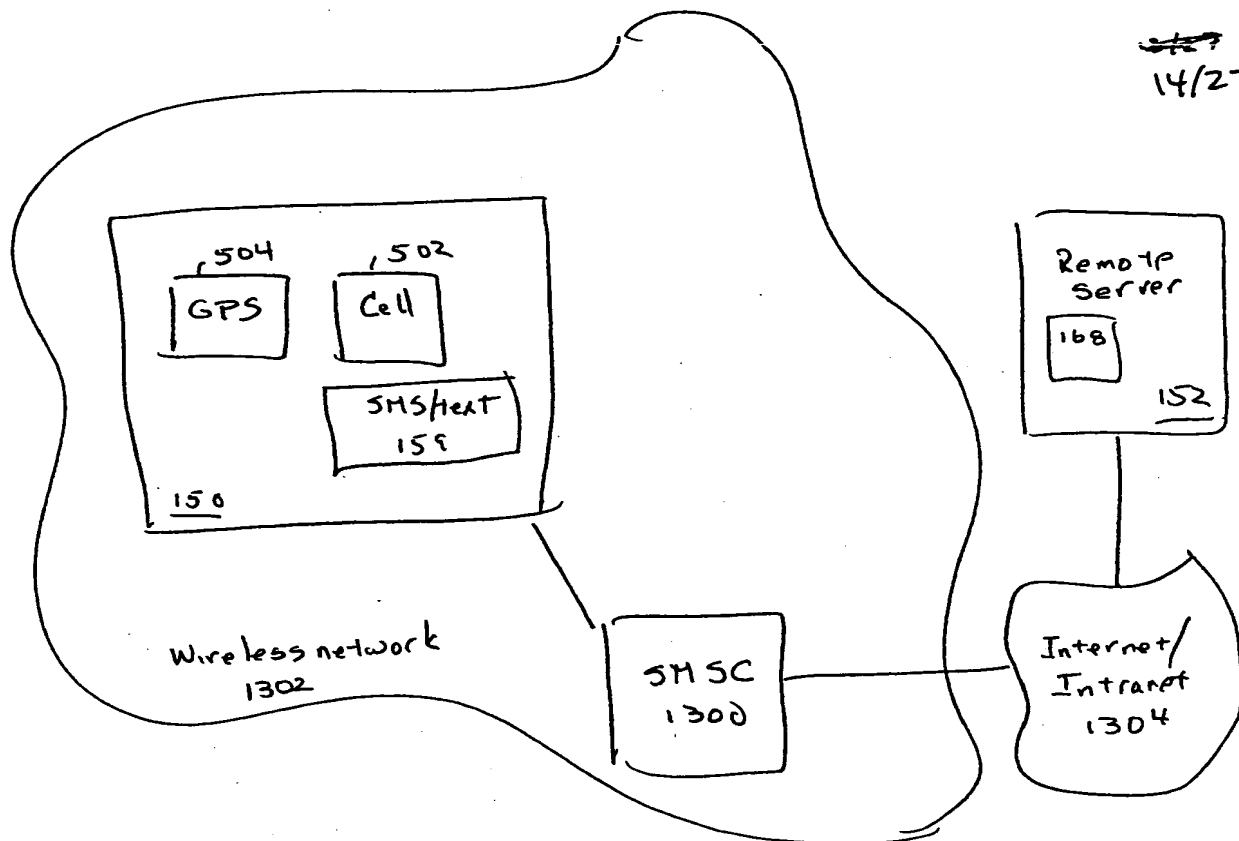 14/2
504
502
GPS
Cell
SMS/text
159
150
Wireless network
1302
SMSC
1300
Remote
Server
168
152
Internet/
Intranet
1304